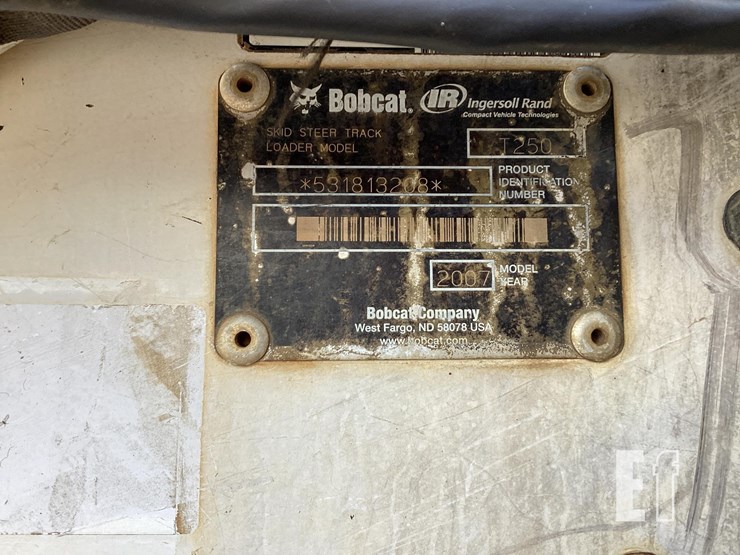 Bobcat. IR Ingersoll Rand
Compact Vehicle Technologies
SKID STEER TRACK
LOADER MODEL
T250
*531813208*
PRODUCT
IDENTIFICATION
NUMBER
2007
MODEL
YEAR
Bobcat Company
West Fargo, ND 58078 USA
www.bobcat.com
Ef